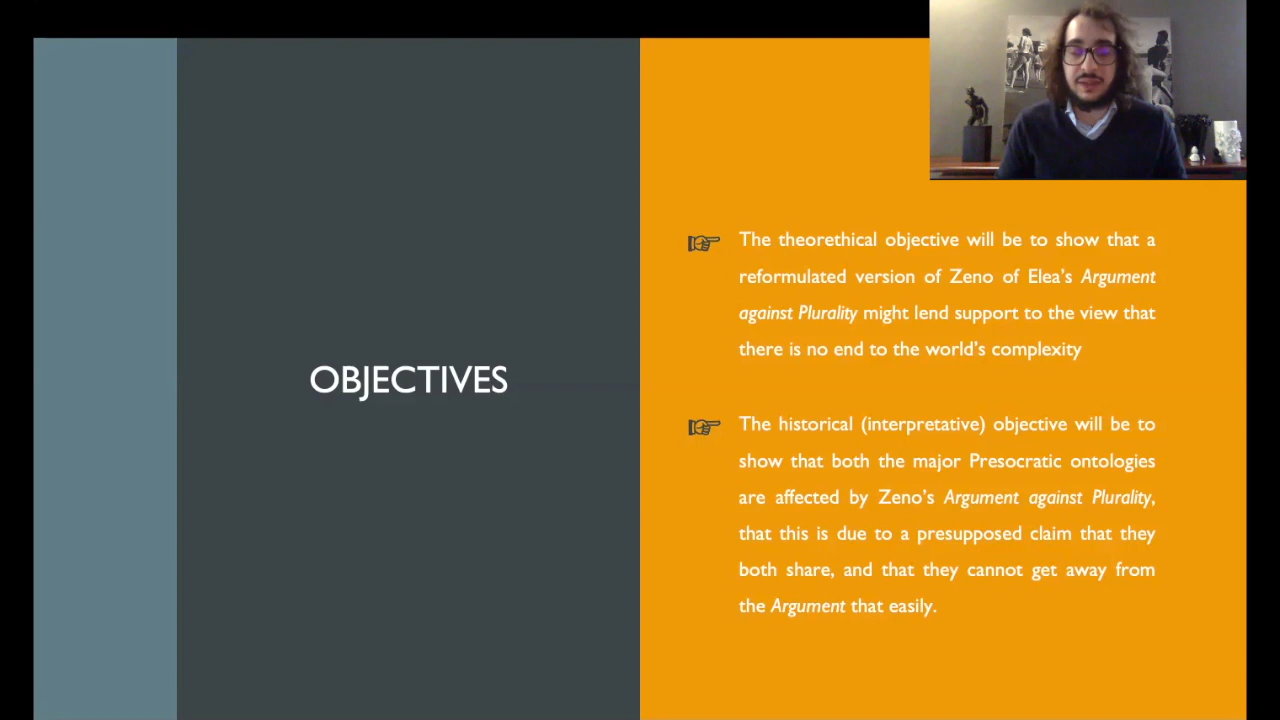 OBJECTIVES
The theorethical objective will be to show that a
reformulated version of Zeno of Elea's Argument
against Plurality might lend support to the view that
there is no end to the world's complexity
The historical (interpretative) objective will be to
show that both the major Presocratic ontologies
are affected by Zeno's Argument against Plurality,
that this is due to a presupposed claim that they
both share, and that they cannot get away from
the Argument that easily.